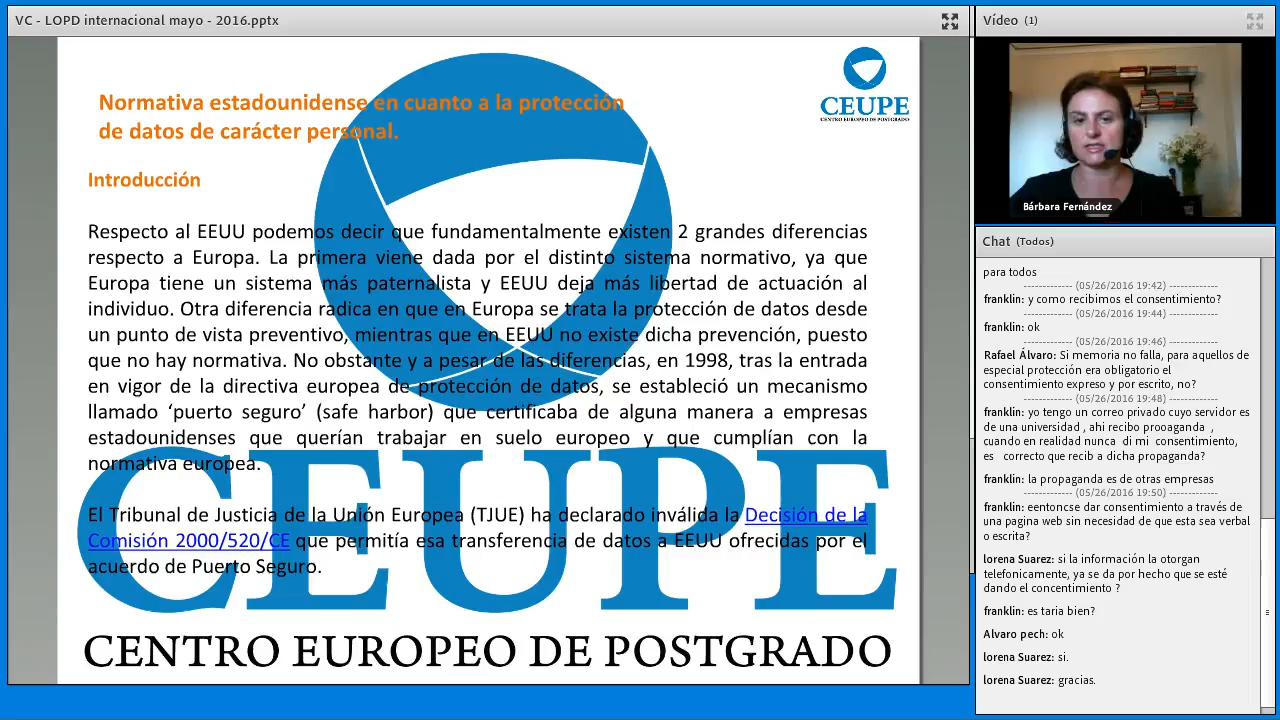 VC - LOPD internacional mayo - 2016.pptx
Normativa estadounidense en cuanto a la protección
de datos de carácter personal.
CEUPE
CENTRO EUROPEO DE POSTGRADO
Introducción
Respecto al EEUU podemos decir que fundamentalmente existen 2 grandes diferencias
respecto a Europa. La primera viene dada por el distinto sistema normativo, ya que
Europa tiene un sistema más paternalista y EEUU deja más libertad de actuación al
individuo. Otra diferencia radica en que en Europa se trata la protección de datos desde
un punto de vista preventivo, mientras que en EEUU no existe dicha prevención, puesto
que no hay normativa. No obstante y a pesar de las diferencias, en 1998, tras la entrada
en vigor de la directiva europea de protección de datos, se estableció un mecanismo
llamado ‘puerto seguro’ (safe harbor) que certificaba de alguna manera a empresas
estadounidenses que querían trabajar en suelo europeo y que cumplían con la
normativa europea.
El Tribunal de Justicia de la Unión Europea (TJUE) ha declarado inválida la Decisión de la
Comisión 2000/520/CE que permitía esa transferencia de datos a EEUU ofrecidas por el
acuerdo de Puerto Seguro.
CEUPE
CENTRO EUROPEO DE POSTGRADO
Vídeo (1)
Bárbara Fernández
Chat (Todos)
para todos
------------- (05/26/2016 19:42) -------------
franklin: y como recibimos el consentimiento?
------------- (05/26/2016 19:44) -------------
franklin: ok
------------- (05/26/2016 19:46) -------------
Rafael Álvaro: Si memoria no falla, para aquellos de
especial protección era obligatorio el
consentimiento expreso y por escrito, no?
------------- (05/26/2016 19:48) -------------
franklin: yo tengo un correo privado cuyo servidor es
de una universidad , ahi recibo prooaganda ,
cuando en realidad nunca di mi consentimiento,
es correcto que recib a dicha propaganda?
franklin: la propaganda es de otras empresas
------------- (05/26/2016 19:50) -------------
franklin: eentoncse dar consentimiento a través de
una pagina web sin necesidad de que esta sea verbal
o escrita?
lorena Suarez: si la información la otorgan
telefonicamente, ya se da por hecho que se esté
dando el concentimiento ?
franklin: es taria bien?
Alvaro pech: ok
lorena Suarez: si.
lorena Suarez: gracias.